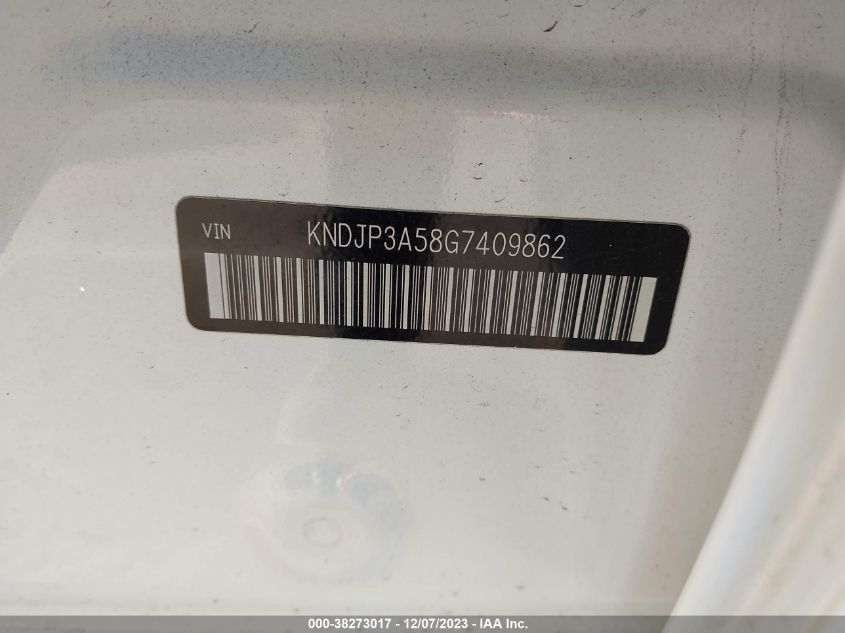 VIN KNDJP3A58G7409862
000-38273017 - 12/07/2023 - IAA Inc.